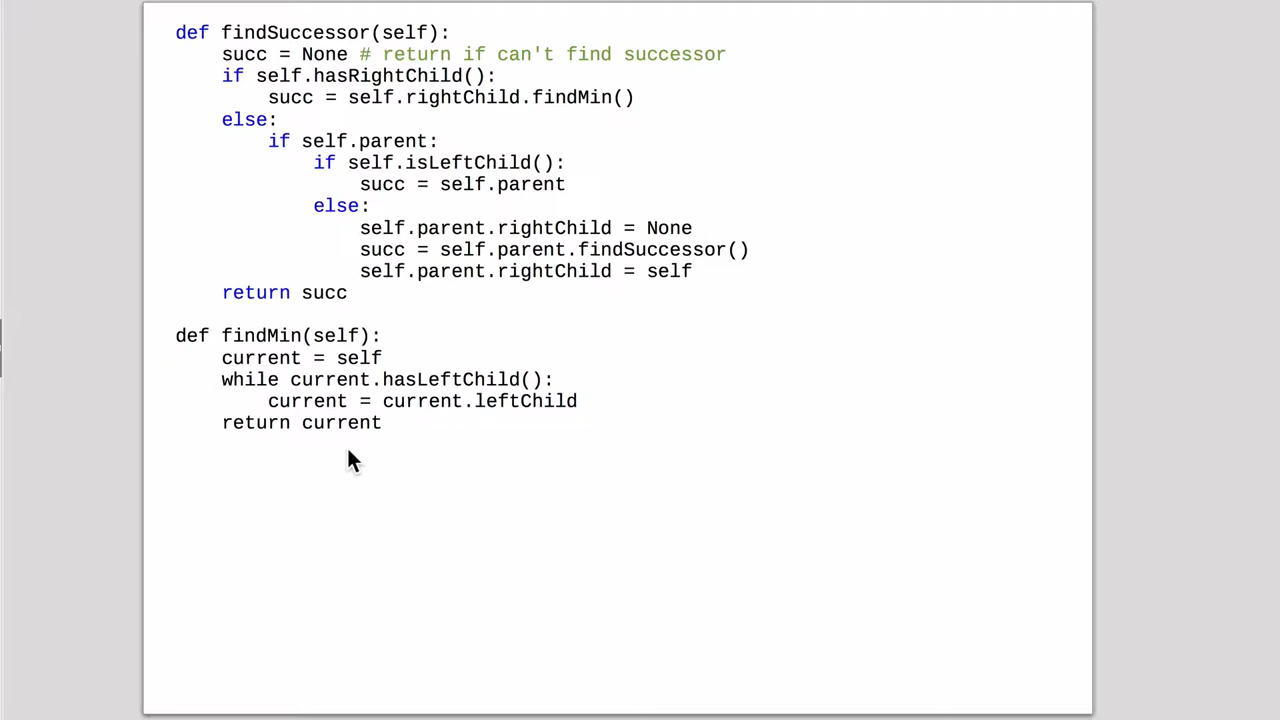 def findSuccessor(self):
    succ = None # return if can't find successor
    if self.hasRightChild():
        succ = self.rightChild.findMin()
    else:
        if self.parent:
            if self.isLeftChild():
                succ = self.parent
            else:
                self.parent.rightChild = None
                succ = self.parent.findSuccessor()
                self.parent.rightChild = self
    return succ

def findMin(self):
    current = self
    while current.hasLeftChild():
        current = current.leftChild
    return current